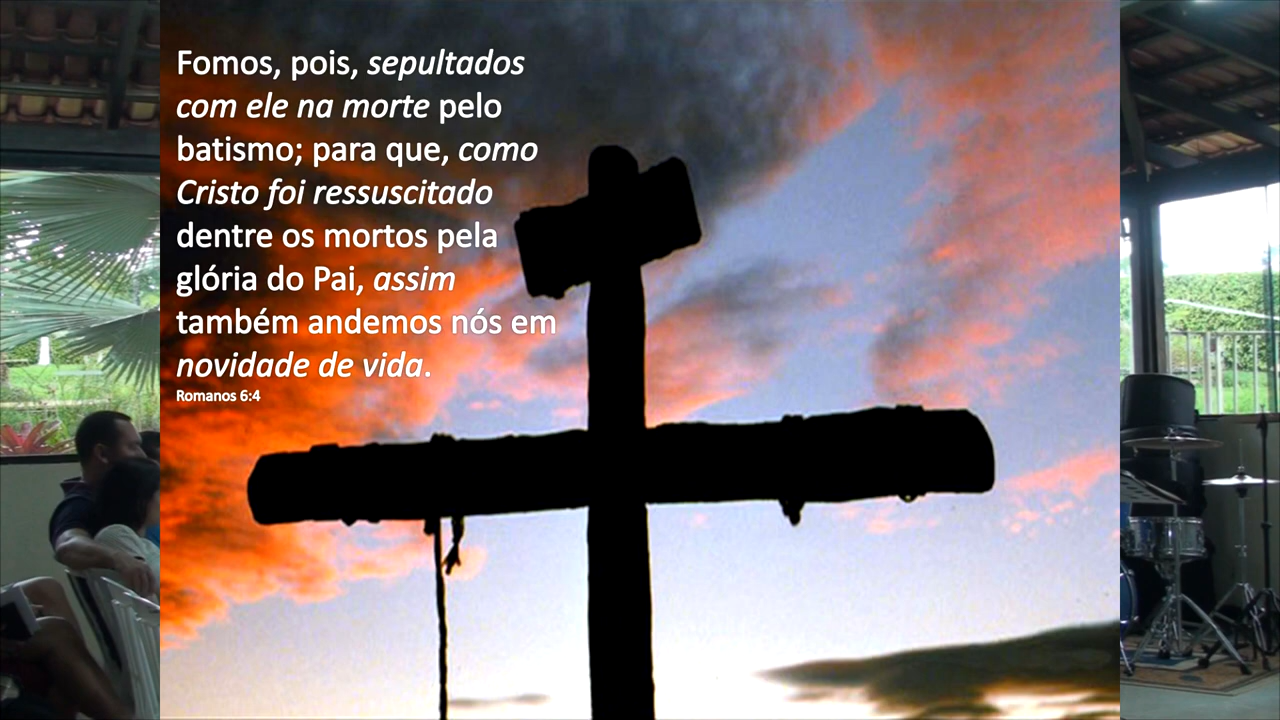 Fomos, pois, sepultados
com ele na morte pelo
batismo; para que, como
Cristo foi ressuscitado
dentre os mortos pela
glória do Pai, assim
também andemos nós em
novidade de vida.
Romanos 6:4